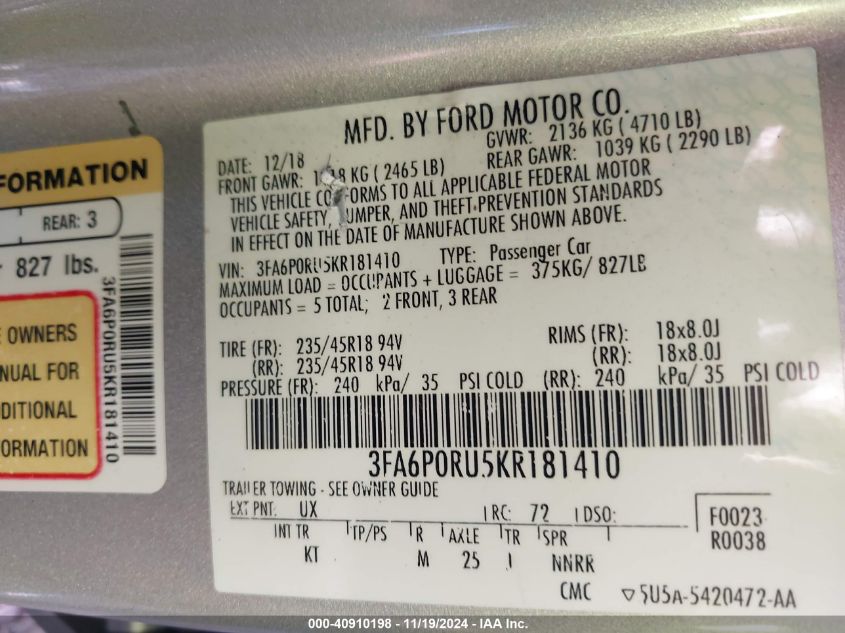 FORMATION
REAR: 3
827 lbs.
E OWNERS
NUAL FOR
DITIONAL
ORMATION
3FA6P0RU5KR181410
MFD. BY FORD MOTOR CO.
DATE: 12/18 GVWR: 2136 KG ( 4710 LB)
FRONT GAWR: KG ( 2465 LB) REAR GAWR: 1039 KG ( 2290 LB)
THIS VEHICLE CO FORMS TO ALL APPLICABLE FEDERAL MOTOR
VEHICLE SAFETY, UMPER, AND THEFT PREVENTION STANDARDS
IN EFFECT ON THE DATE OF MANUFACTURE SHOWN ABOVE.
VIN: 3FA6P0RU5KR181410 TYPE: Passenger Car
MAXIMUM LOAD = OCCUPANTS + LUGGAGE = 375KG/ 827LB
OCCUPANTS = 5 TOTAL; 2 FRONT, 3 REAR
TIRE (FR): 235/45R18 94V RIMS (FR): 18x8.0J
(RR): 235/45R18 94V (RR): 18x8.0J
PRESSURE (FR): 240 kPa/ 35 PSI COLD (RR): 240 kPa/ 35 PSI COLD
3FA6P0RU5KR181410
TRAILER TOWING - SEE OWNER GUIDE
EXT PNT: UX RC: 72 DSO: F0023
INT TR TP/PS R AXLE TR SPR R0038
KT M 25 I NNRR
CMC 5U5A-5420472-AA
000-40910198 - 11/19/2024 - IAA Inc.